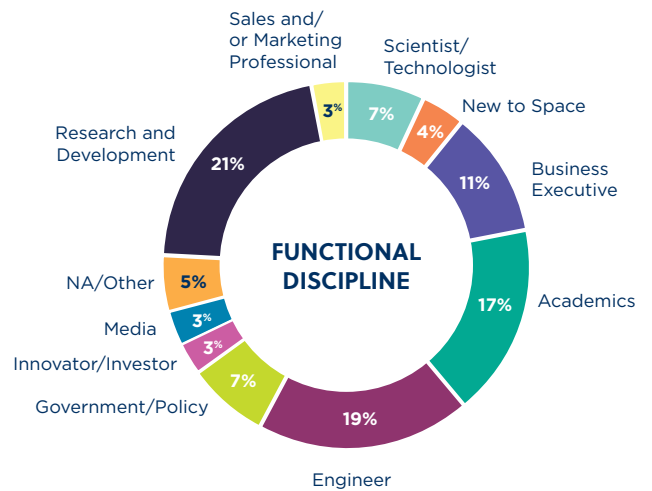 Sales and/
or Marketing
Professional
3%
Scientist/
Technologist
7%
New to Space
4%
Business
Executive
11%
Academics
17%
Engineer
19%
Government/Policy
7%
Innovator/Investor
3%
Media
3%
NA/Other
5%
Research and
Development
21%
FUNCTIONAL
DISCIPLINE